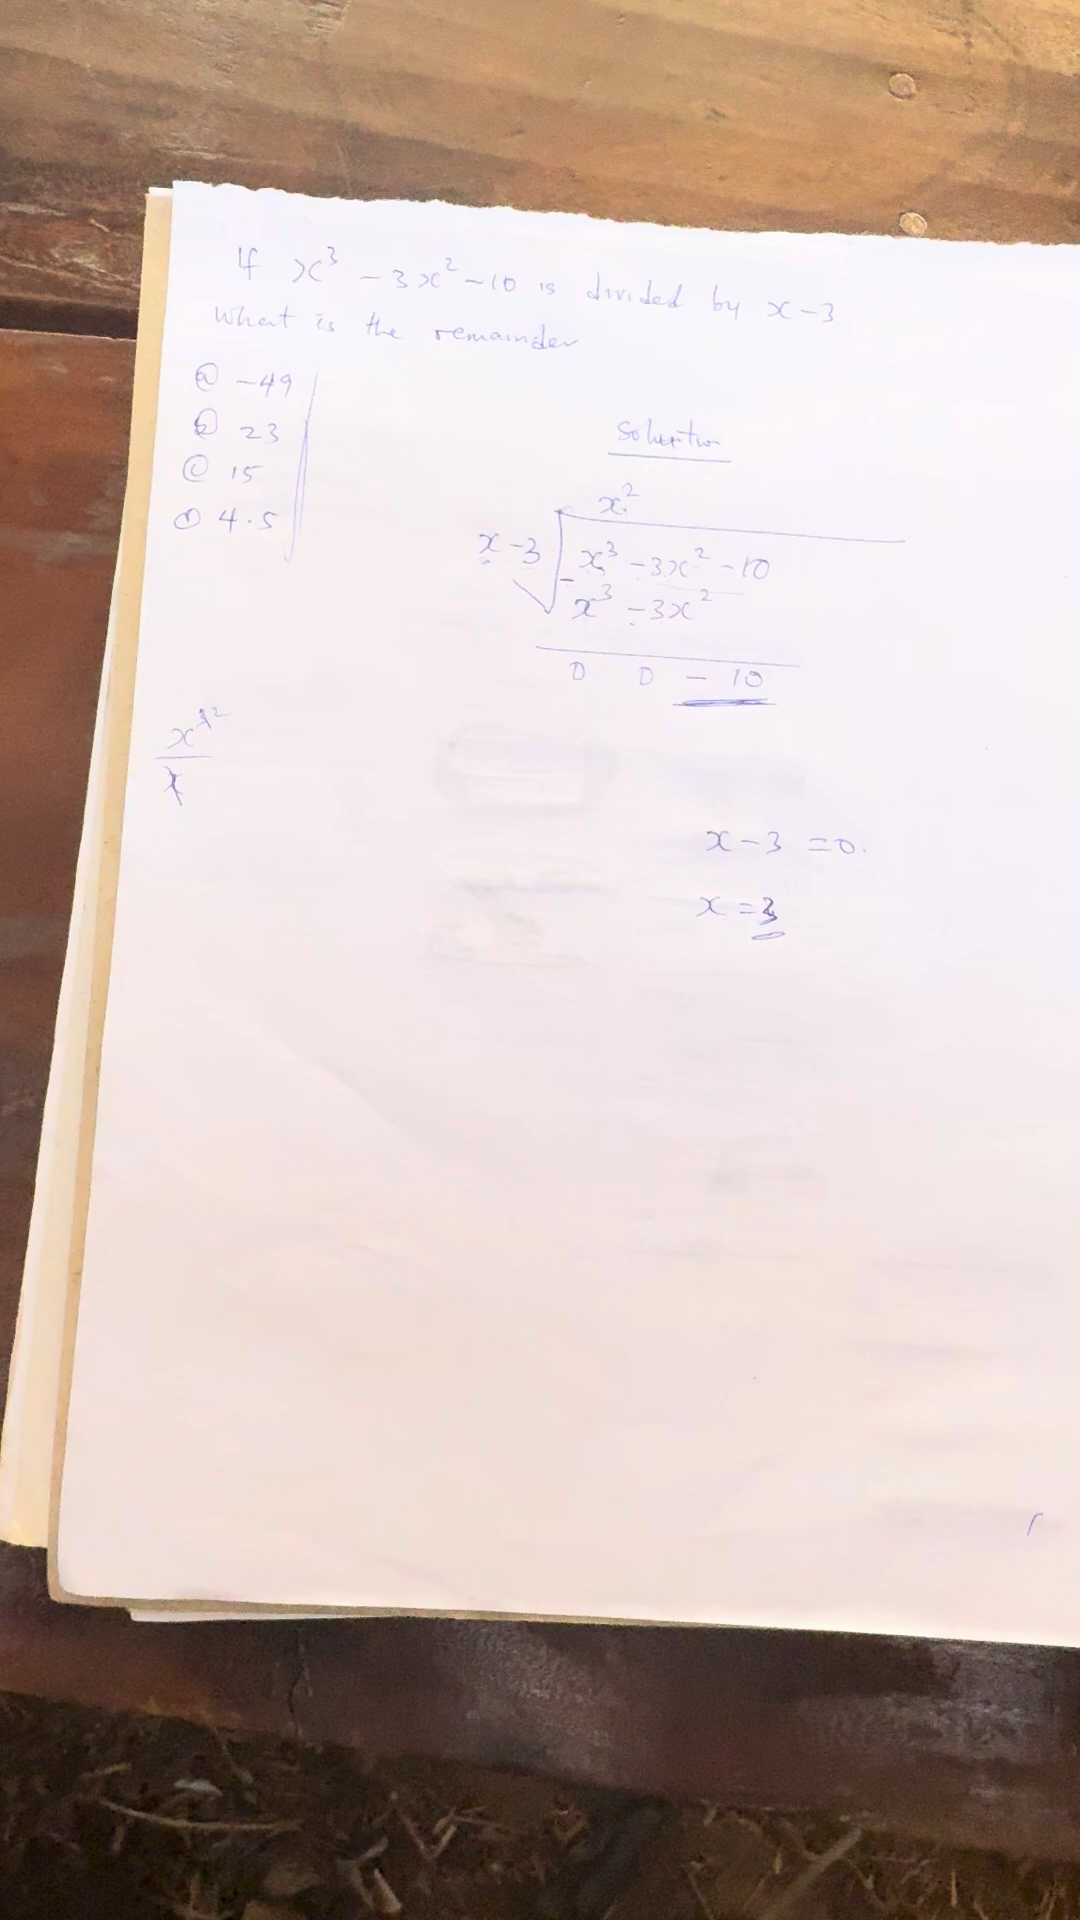 If x³ - 3x² - 10 is divided by x - 3
what is the remainder
ⓐ -49
ⓑ 23
ⓒ 15
ⓓ 4.5
Solution
x²
x - 3 x³ - 3x² - 10
- x³ - 3x²
0 0 - 10
x³ ²
x
x - 3 = 0.
x = 3